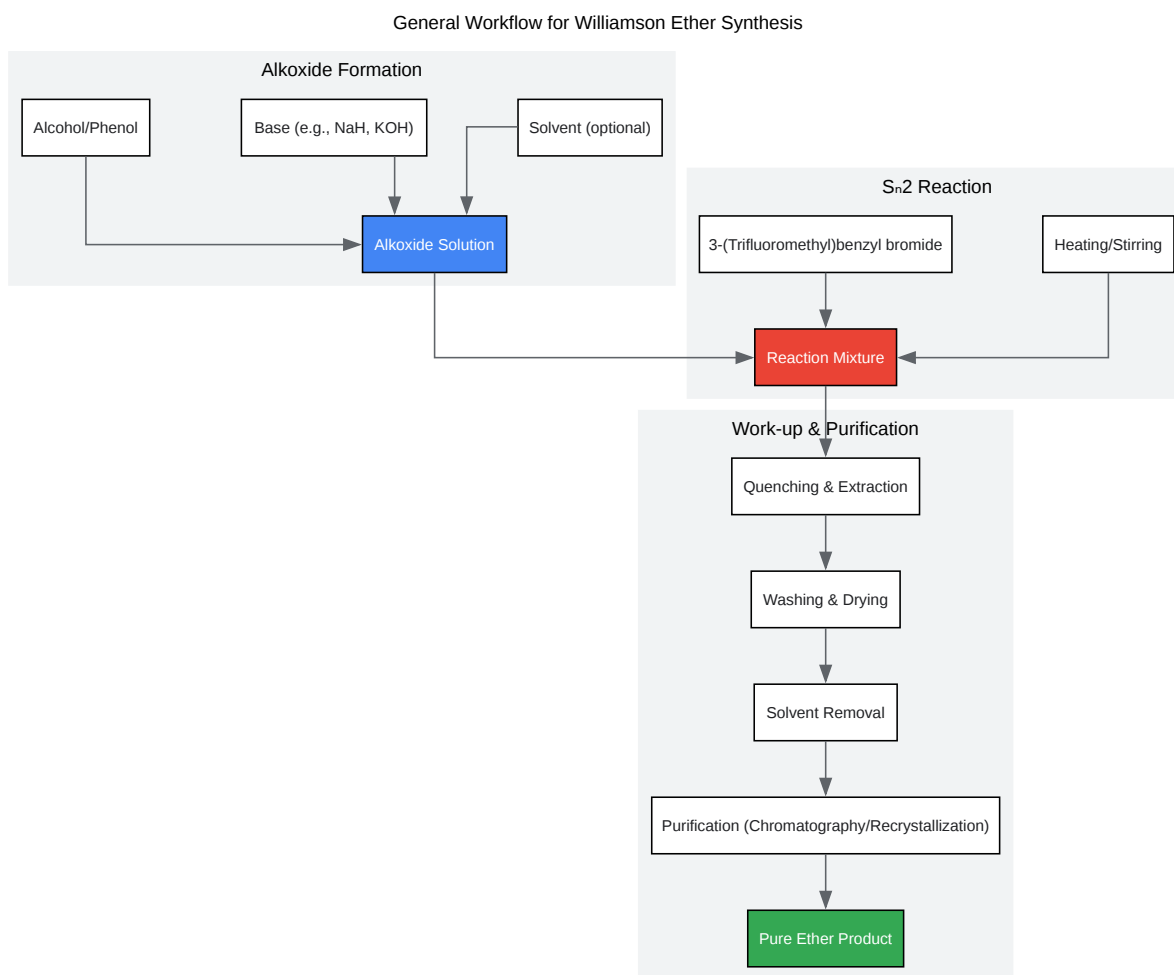 General Workflow for Williamson Ether Synthesis
Alkoxide Formation
Alcohol/Phenol
Base (e.g., NaH, KOH)
Solvent (optional)
Alkoxide Solution
Sₙ2 Reaction
3-(Trifluoromethyl)benzyl bromide
Heating/Stirring
Reaction Mixture
Work-up & Purification
Quenching & Extraction
Washing & Drying
Solvent Removal
Purification (Chromatography/Recrystallization)
Pure Ether Product